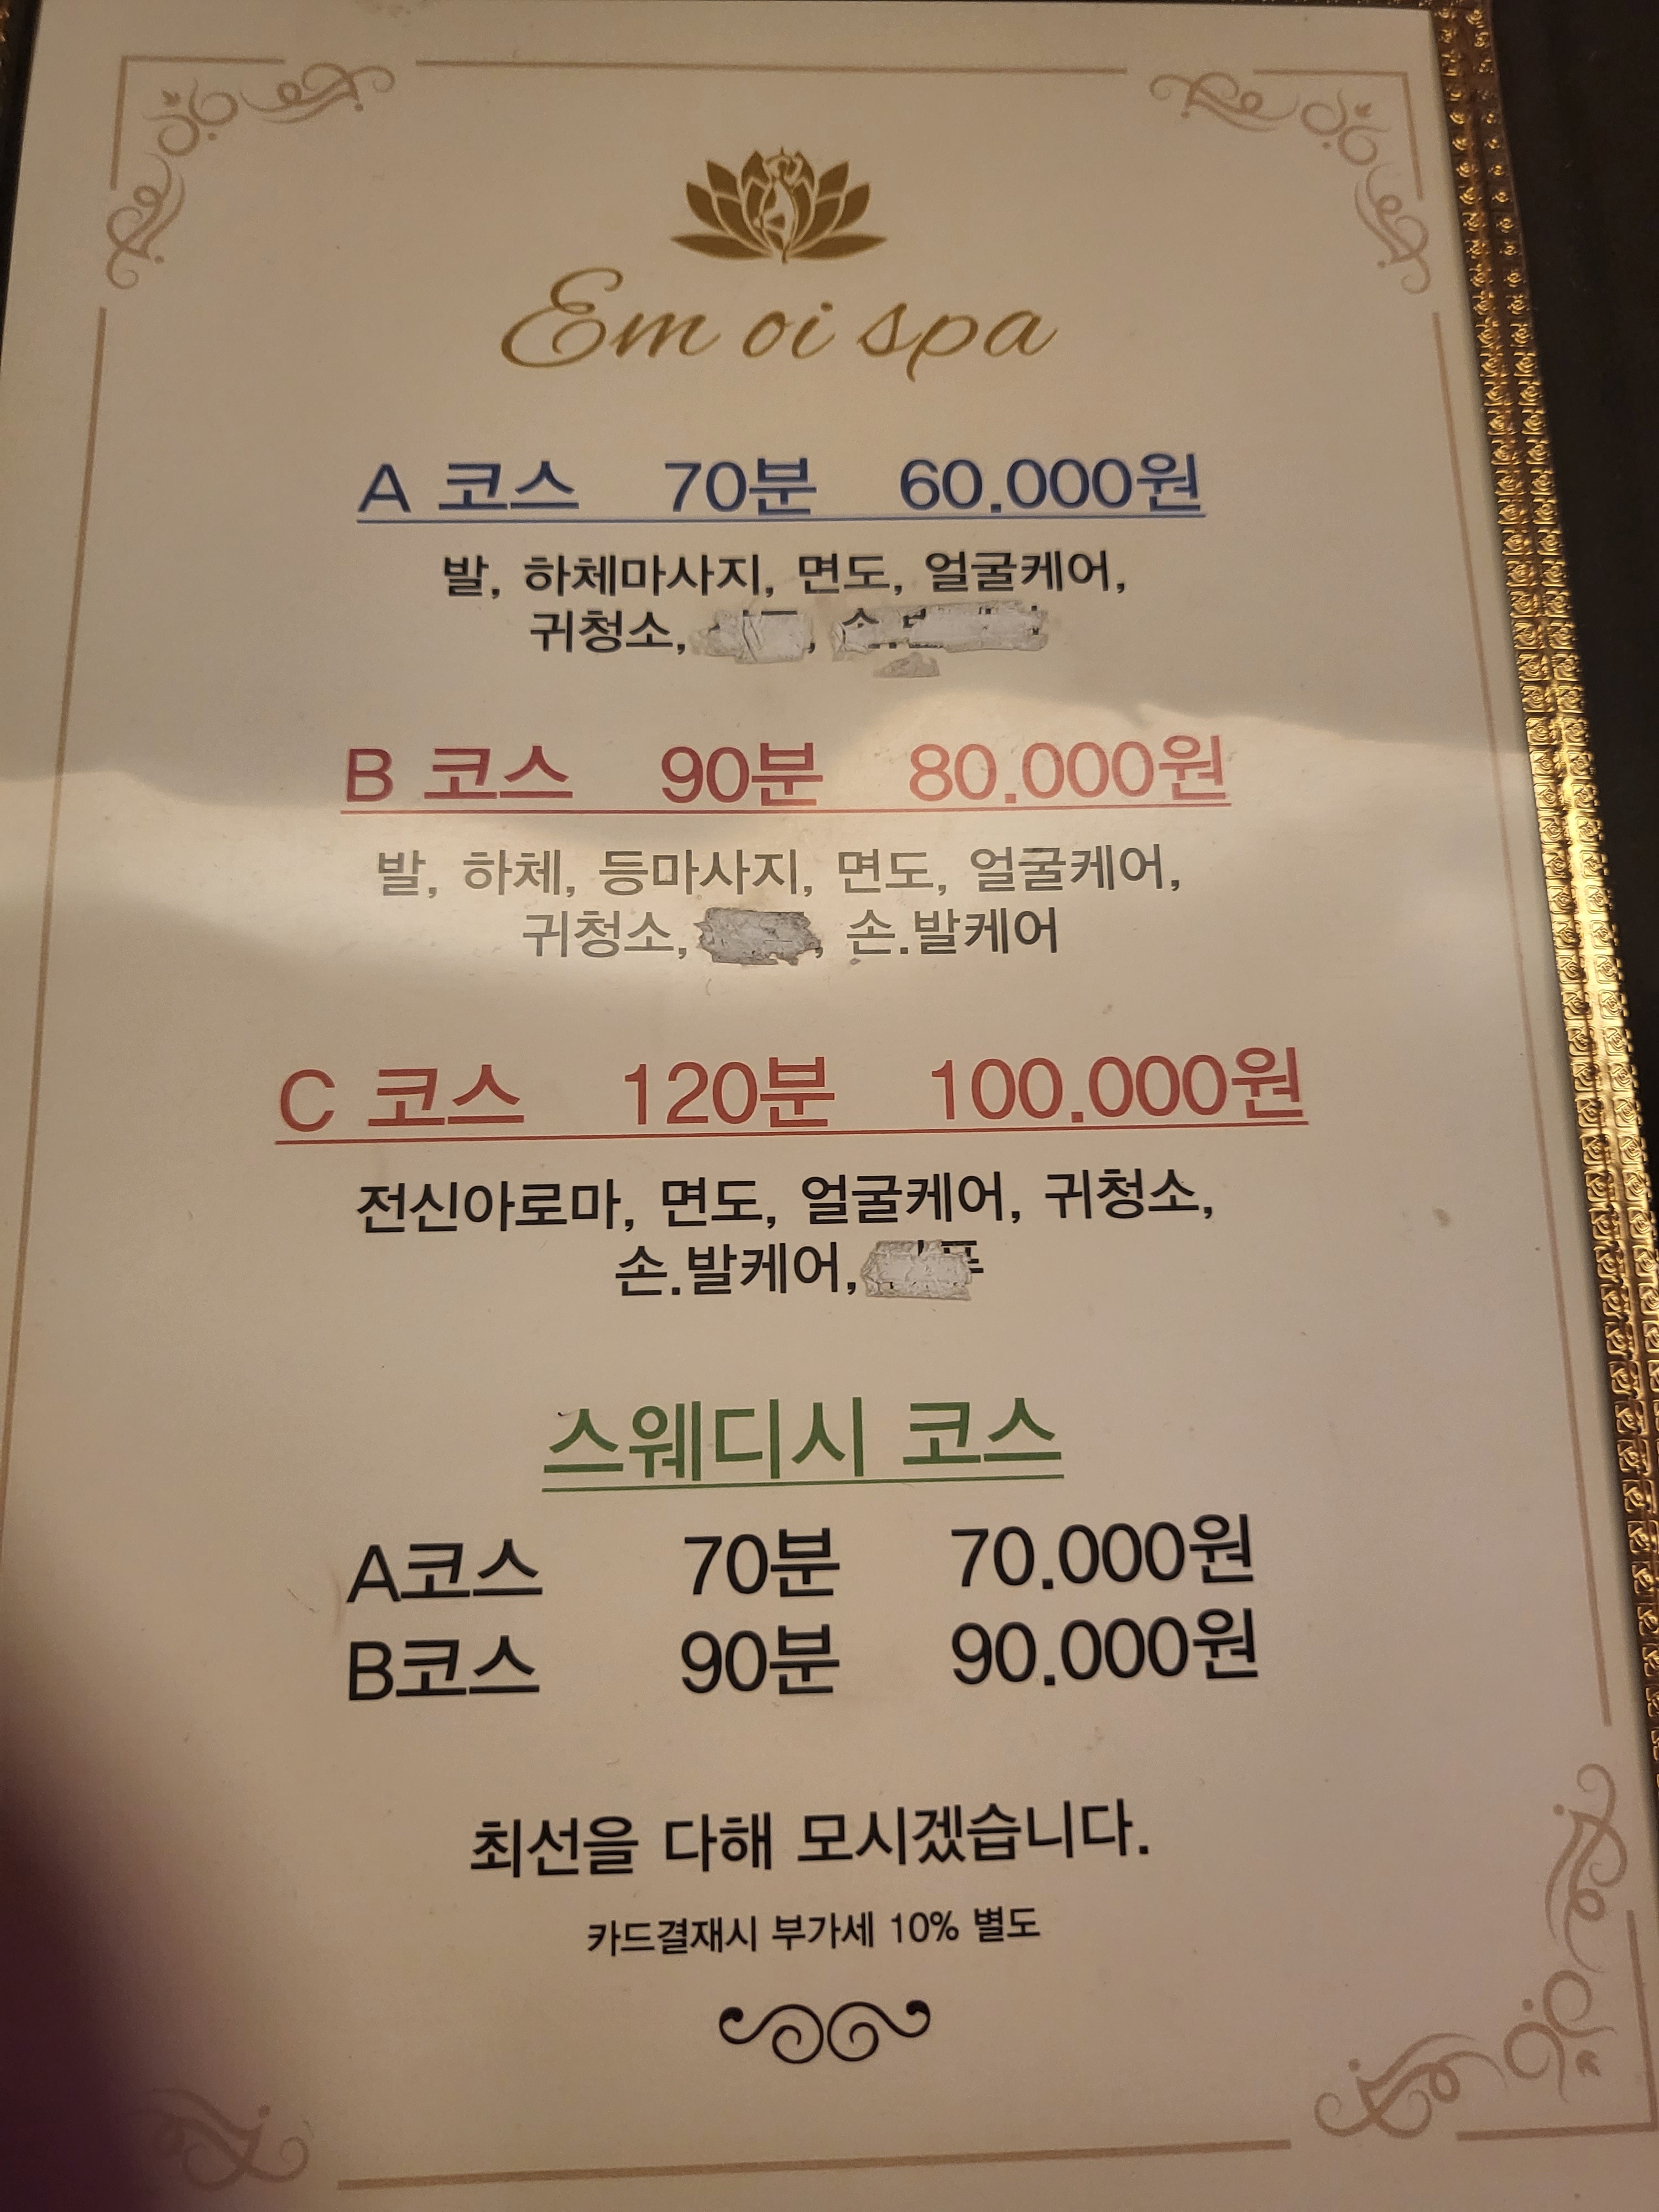 Em oi spa
A 코스 70분 60.000원
발, 하체마사지, 면도, 얼굴케어,
귀청소,
B 코스 90분 80.000원
발, 하체, 등마사지, 면도, 얼굴케어,
귀청소, 손.발케어
C 코스 120분 100.000원
전신아로마, 면도, 얼굴케어, 귀청소,
손.발케어,
스웨디시 코스
A코스 70분 70.000원
B코스 90분 90.000원
최선을 다해 모시겠습니다.
카드결재시 부가세 10% 별도